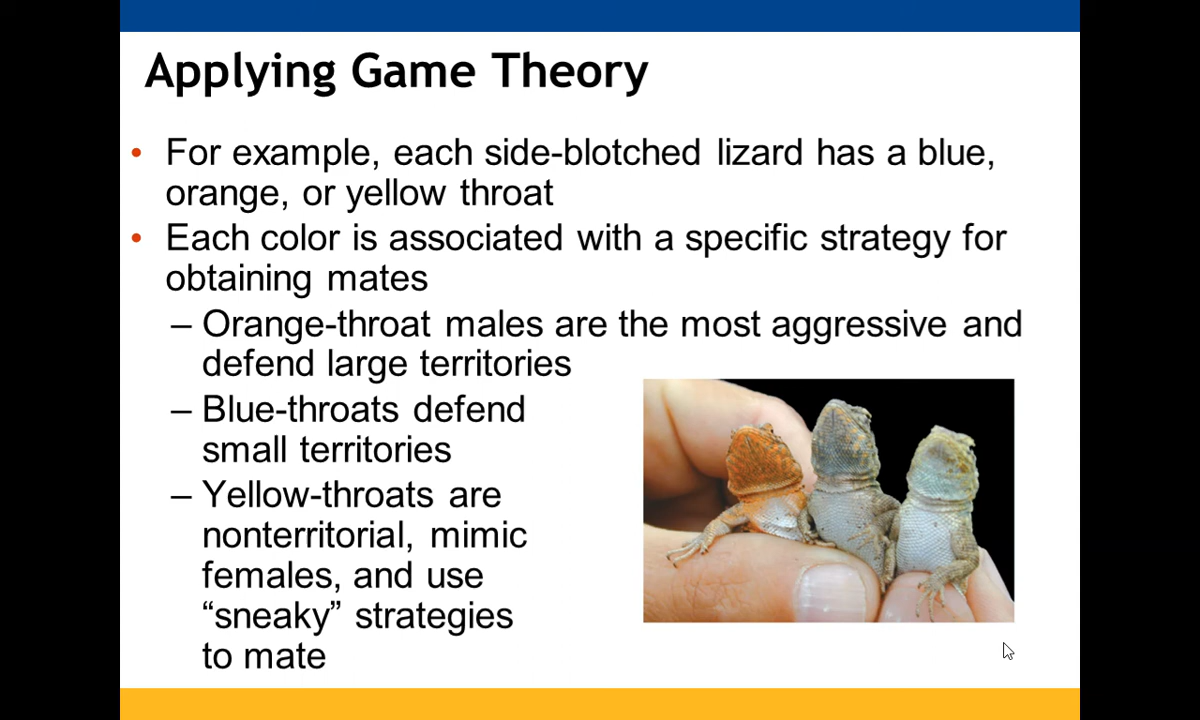 Applying Game Theory
• For example, each side-blotched lizard has a blue,
orange, or yellow throat
• Each color is associated with a specific strategy for
obtaining mates
– Orange-throat males are the most aggressive and
defend large territories
– Blue-throats defend
small territories
– Yellow-throats are
nonterritorial, mimic
females, and use
“sneaky” strategies
to mate